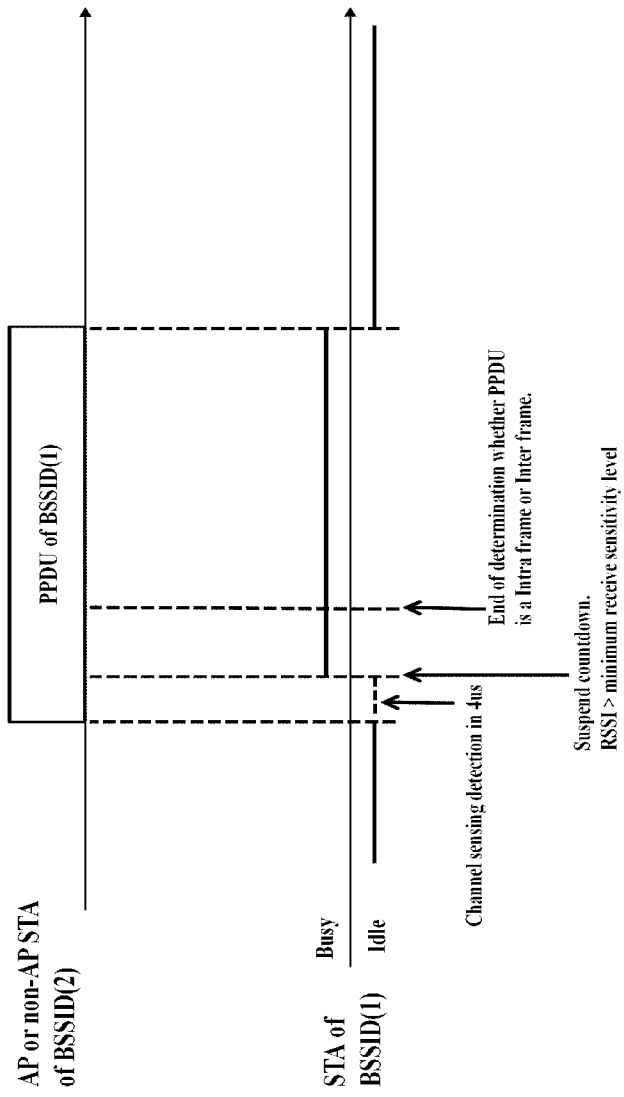 AP or non-AP STA
of BSSID(2)
PPDU of BSSID(1)
STA of
BSSID(1)
Busy
Idle
Channel sensing detection in 4us
End of determination whether PPDU
is a Intra frame or Inter frame.
Suspend countdown.
RSSI > minimum receive sensitivity level